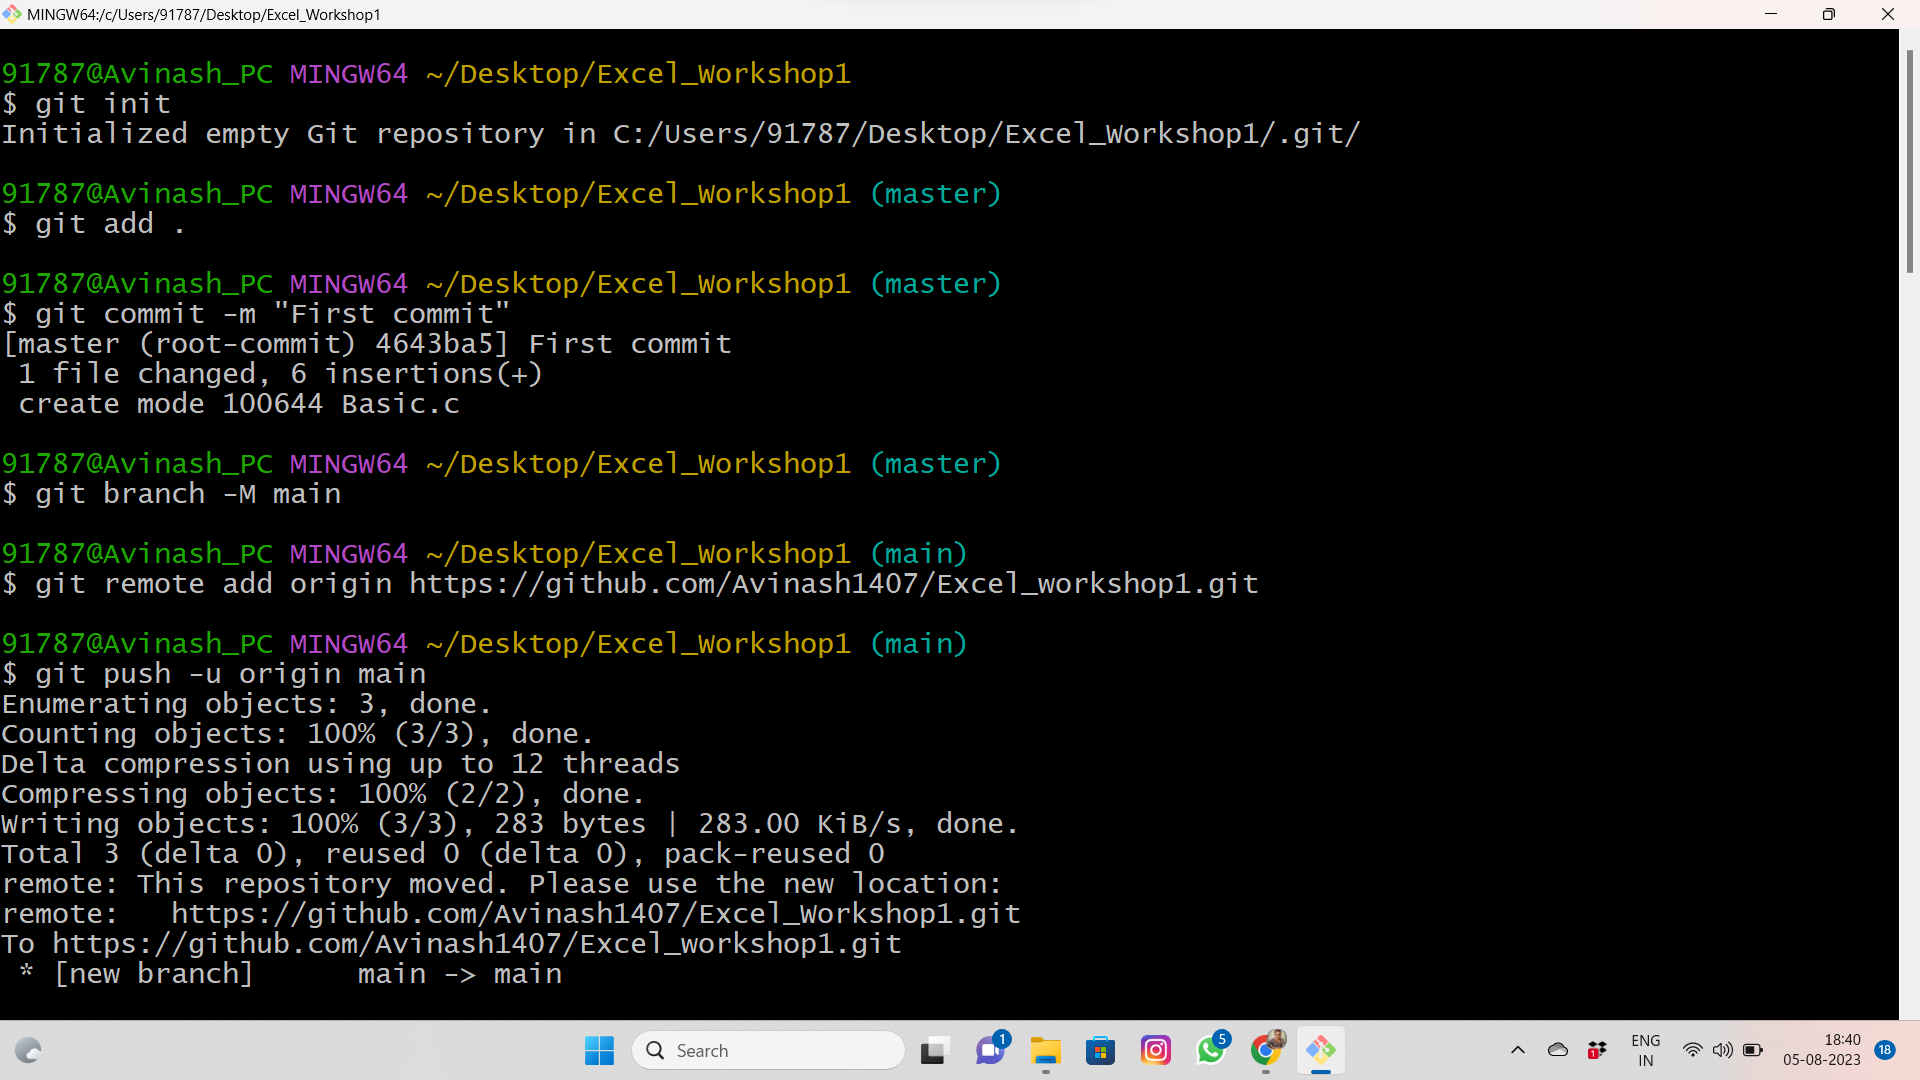 MINGW64:/c/Users/91787/Desktop/Excel_Workshop1
91787@Avinash_PC MINGW64 ~/Desktop/Excel_Workshop1
$ git init
Initialized empty Git repository in C:/Users/91787/Desktop/Excel_Workshop1/.git/
91787@Avinash_PC MINGW64 ~/Desktop/Excel_Workshop1 (master)
$ git add .
91787@Avinash_PC MINGW64 ~/Desktop/Excel_Workshop1 (master)
$ git commit -m "First commit"
[master (root-commit) 4643ba5] First commit
 1 file changed, 6 insertions(+)
 create mode 100644 Basic.c
91787@Avinash_PC MINGW64 ~/Desktop/Excel_Workshop1 (master)
$ git branch -M main
91787@Avinash_PC MINGW64 ~/Desktop/Excel_Workshop1 (main)
$ git remote add origin https://github.com/Avinash1407/Excel_workshop1.git
91787@Avinash_PC MINGW64 ~/Desktop/Excel_Workshop1 (main)
$ git push -u origin main
Enumerating objects: 3, done.
Counting objects: 100% (3/3), done.
Delta compression using up to 12 threads
Compressing objects: 100% (2/2), done.
Writing objects: 100% (3/3), 283 bytes | 283.00 KiB/s, done.
Total 3 (delta 0), reused 0 (delta 0), pack-reused 0
remote: This repository moved. Please use the new location:
remote:   https://github.com/Avinash1407/Excel_Workshop1.git
To https://github.com/Avinash1407/Excel_workshop1.git
 * [new branch]      main -> main
Search
1
5
1
ENG
IN
18:40
05-08-2023
18